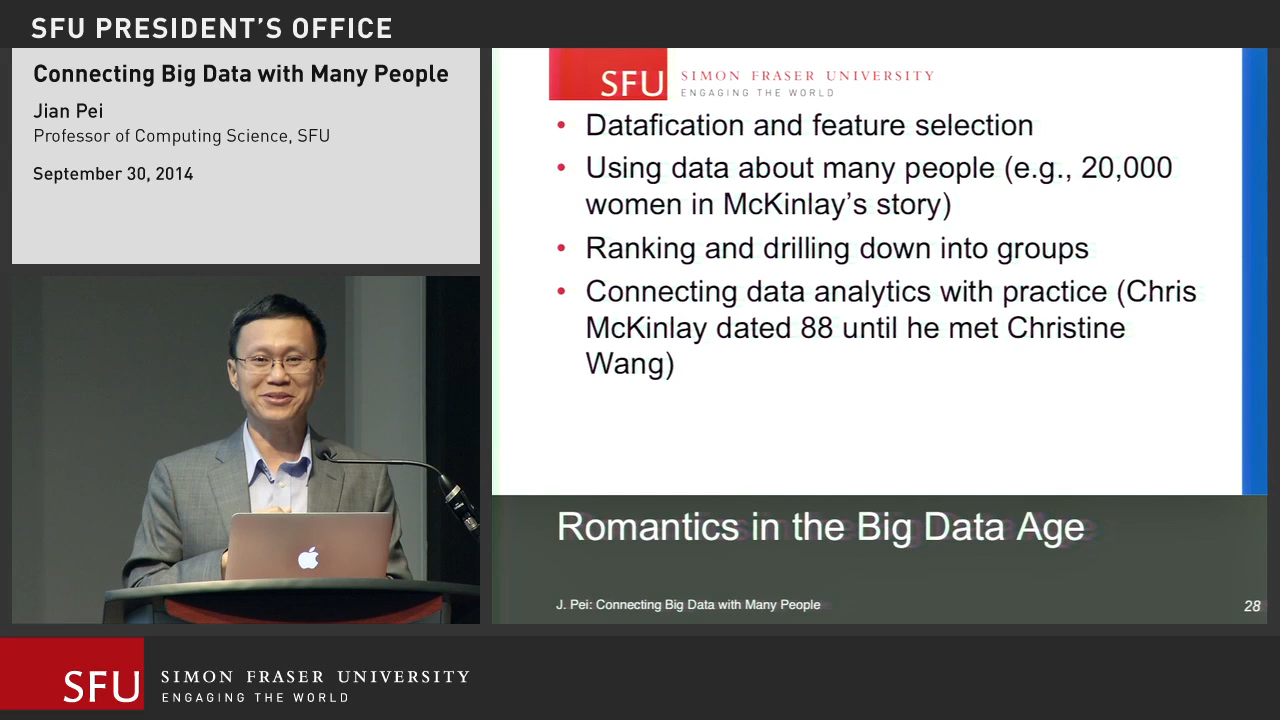 SFU PRESIDENT'S OFFICE
Connecting Big Data with Many People
Jian Pei
Professor of Computing Science, SFU
September 30, 2014
SFU
SIMON FRASER UNIVERSITY
ENGAGING THE WORLD
• Datafication and feature selection
• Using data about many people (e.g., 20,000
women in McKinlay's story)
• Ranking and drilling down into groups
• Connecting data analytics with practice (Chris
McKinlay dated 88 until he met Christine
Wang)
Romantics in the Big Data Age
J. Pei: Connecting Big Data with Many People
28
SFU
SIMON FRASER UNIVERSITY
ENGAGING THE WORLD